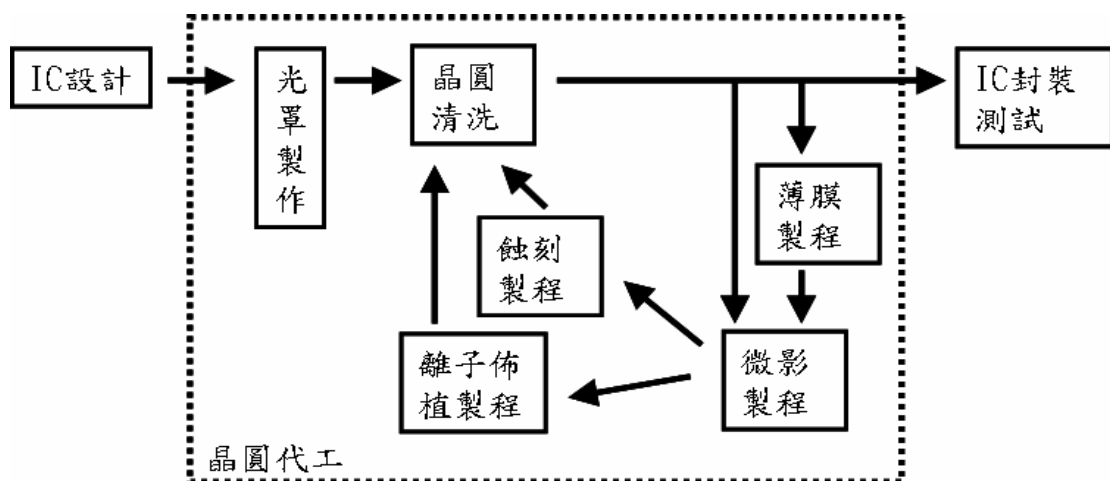 IC設計
光
罩
製
作
晶圓
清洗
IC封裝
測試
薄膜
製程
蝕刻
製程
離子佈
植製程
微影
製程
晶圓代工